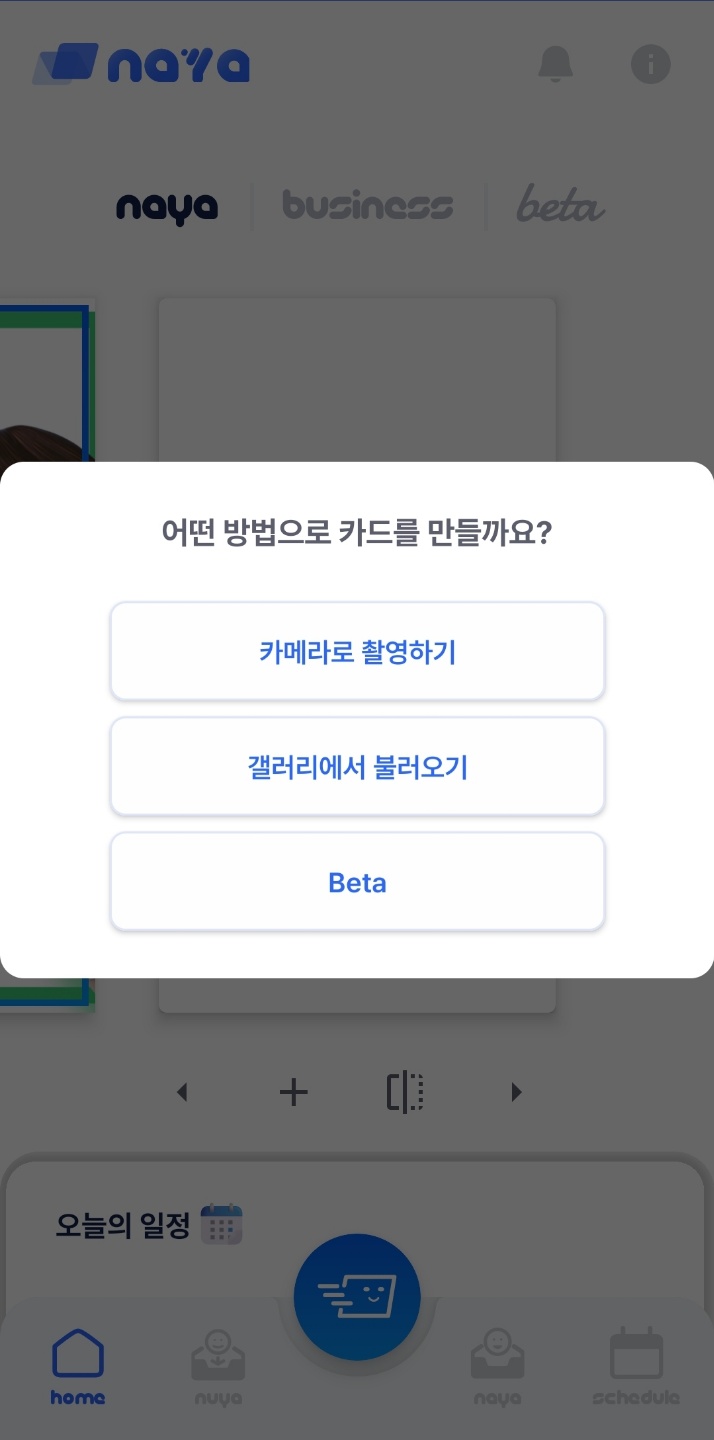 naya
naya
business
beta
어떤 방법으로 카드를 만들까요?
카메라로 촬영하기
갤러리에서 불러오기
Beta
오늘의 일정
home
nuya
naya
schedule